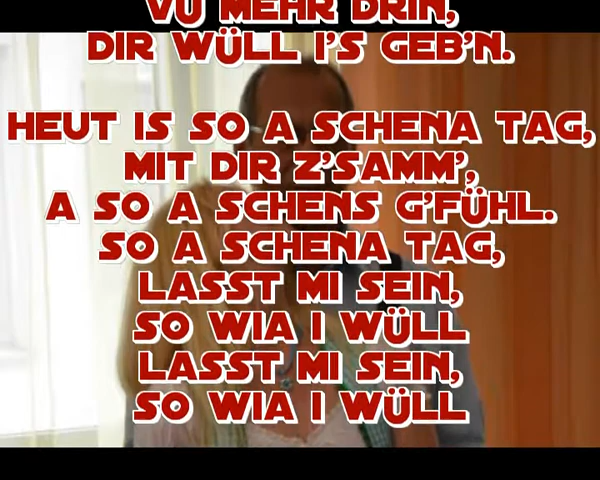 VU MEHR DRIN,
DIR WÜLL I'S GEB'N.
HEUT IS SO A SCHENA TAG,
MIT DIR Z'SAMM',
A SO A SCHENS G'FÜHL.
SO A SCHENA TAG,
LASST MI SEIN,
SO WIA I WÜLL
LASST MI SEIN,
SO WIA I WÜLL